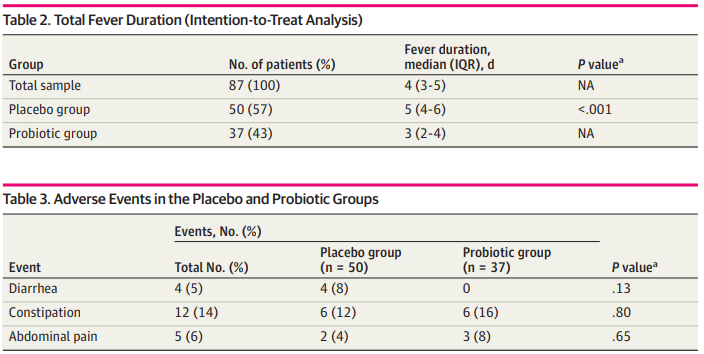 Table 2. Total Fever Duration (Intention-to-Treat Analysis)
Group No. of patients (%) Fever duration, median (IQR), d P valueᵃ
Total sample 87 (100) 4 (3-5) NA
Placebo group 50 (57) 5 (4-6) <.001
Probiotic group 37 (43) 3 (2-4) NA
Table 3. Adverse Events in the Placebo and Probiotic Groups
Events, No. (%)
Event Total No. (%) Placebo group (n = 50) Probiotic group (n = 37) P valueᵃ
Diarrhea 4 (5) 4 (8) 0 .13
Constipation 12 (14) 6 (12) 6 (16) .80
Abdominal pain 5 (6) 2 (4) 3 (8) .65